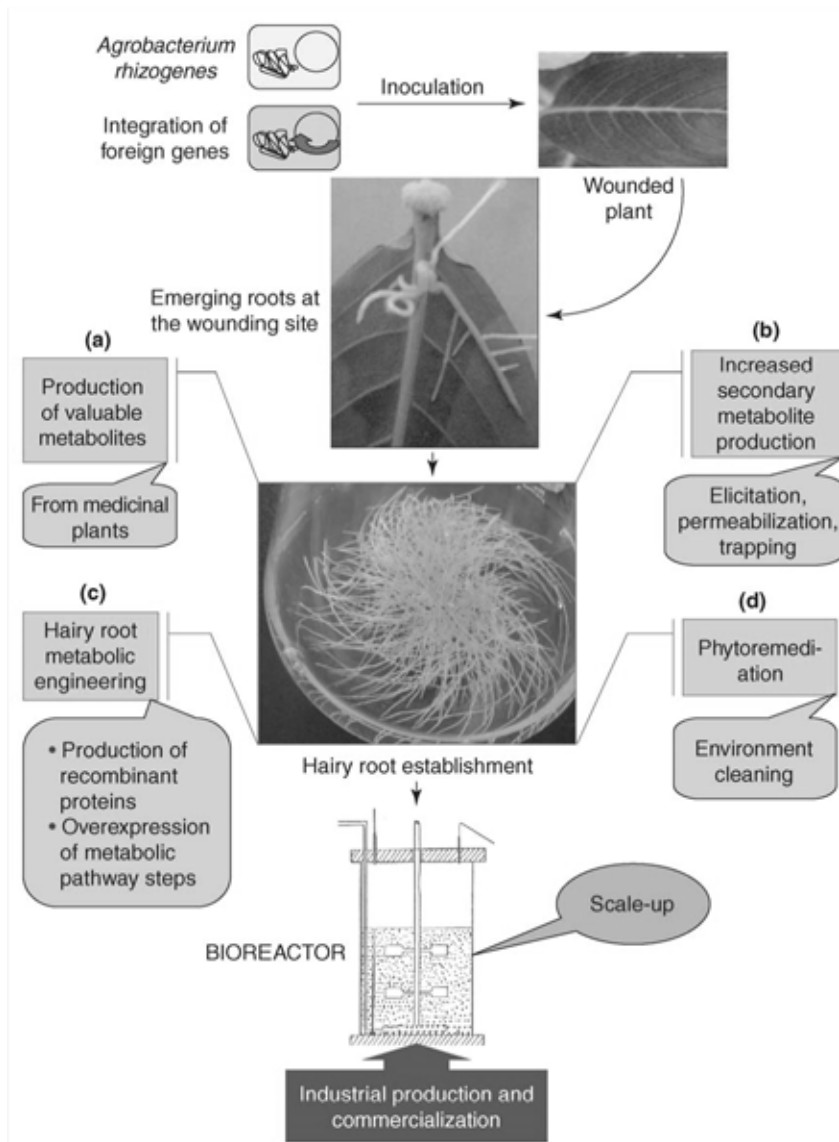 Agrobacterium
rhizogenes
Integration of
foreign genes
Inoculation
Wounded
plant
Emerging roots at
the wounding site
(a)
Production
of valuable
metabolites
From medicinal
plants
(b)
Increased
secondary
metabolite
production
Elicitation,
permeabilization,
trapping
(c)
Hairy root
metabolic
engineering
• Production of
recombinant
proteins
• Overexpression
of metabolic
pathway steps
(d)
Phytoremedi-
ation
Environment
cleaning
Hairy root establishment
BIOREACTOR
Scale-up
Industrial production and
commercialization